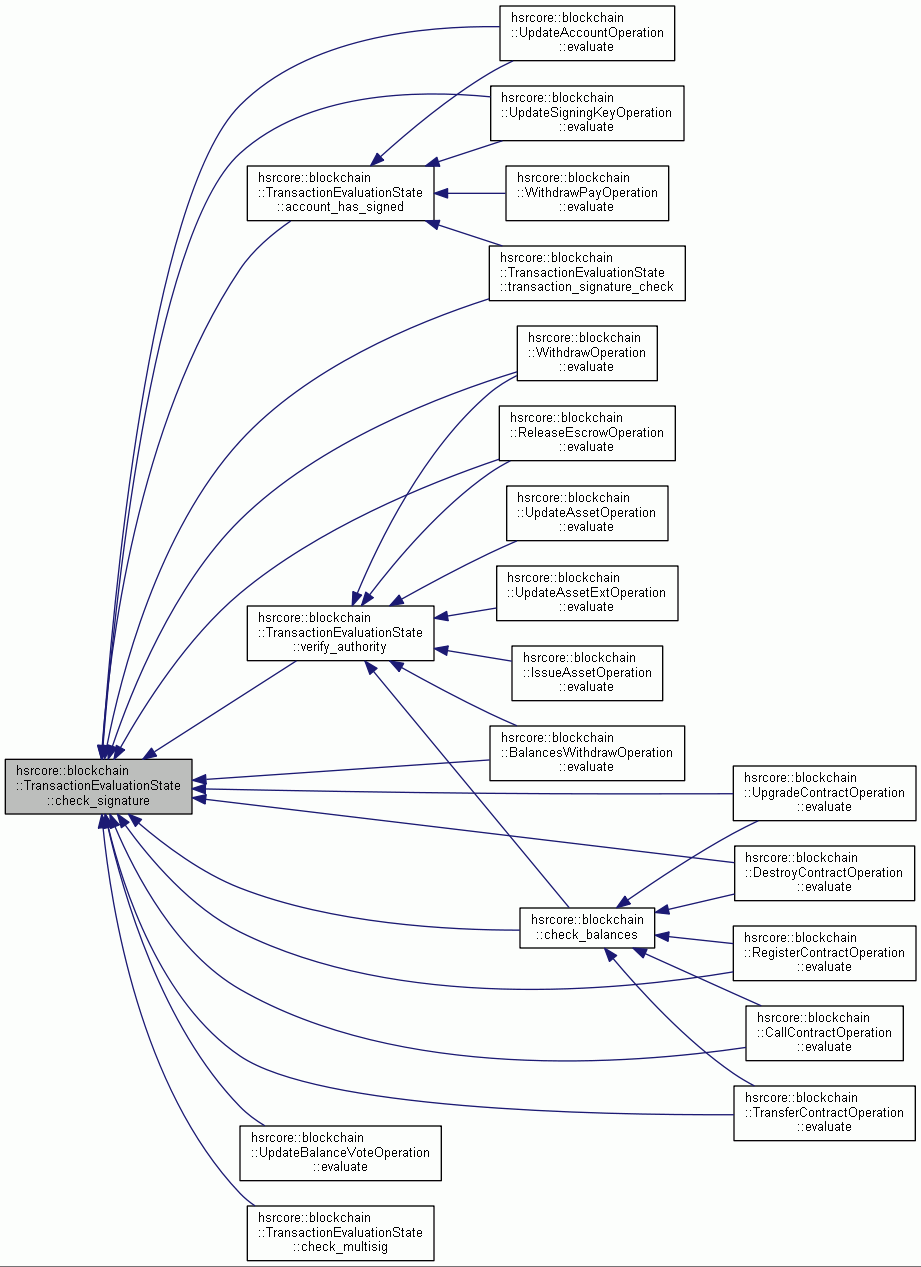 hsrcore::blockchain
::UpdateAccountOperation
::evaluate
hsrcore::blockchain
::UpdateSigningKeyOperation
::evaluate
hsrcore::blockchain
::TransactionEvaluationState
::account_has_signed
hsrcore::blockchain
::WithdrawPayOperation
::evaluate
hsrcore::blockchain
::TransactionEvaluationState
::transaction_signature_check
hsrcore::blockchain
::WithdrawOperation
::evaluate
hsrcore::blockchain
::ReleaseEscrowOperation
::evaluate
hsrcore::blockchain
::UpdateAssetOperation
::evaluate
hsrcore::blockchain
::UpdateAssetExtOperation
::evaluate
hsrcore::blockchain
::TransactionEvaluationState
::verify_authority
hsrcore::blockchain
::IssueAssetOperation
::evaluate
hsrcore::blockchain
::BalancesWithdrawOperation
::evaluate
hsrcore::blockchain
::TransactionEvaluationState
::check_signature
hsrcore::blockchain
::UpgradeContractOperation
::evaluate
hsrcore::blockchain
::DestroyContractOperation
::evaluate
hsrcore::blockchain
::check_balances
hsrcore::blockchain
::RegisterContractOperation
::evaluate
hsrcore::blockchain
::CallContractOperation
::evaluate
hsrcore::blockchain
::TransferContractOperation
::evaluate
hsrcore::blockchain
::UpdateBalanceVoteOperation
::evaluate
hsrcore::blockchain
::TransactionEvaluationState
::check_multisig